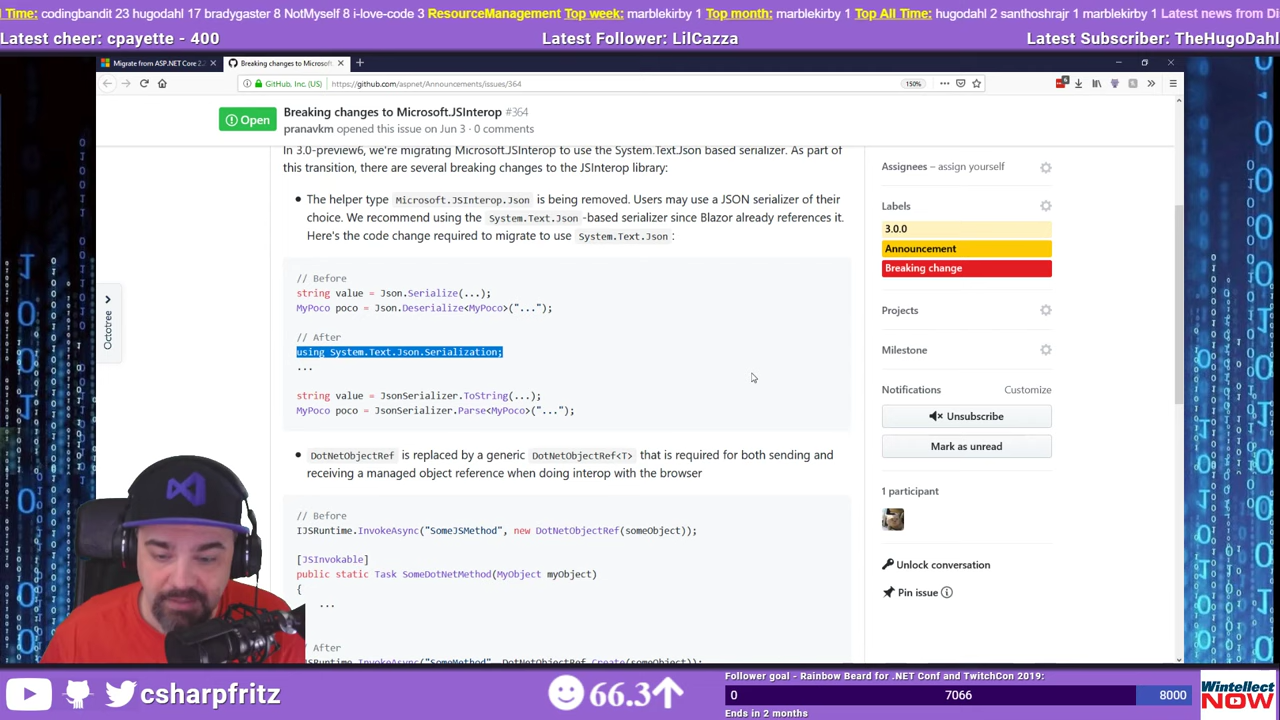 l Time: codingbandit 23 hugodahl 17 bradygaster 8 NotMyself 8 i-love-code 3 ResourceManagement Top week: marblekirby 1 Top month: marblekirby 1 Top All Time: hugodahl 2 santhoshrajr 1 marblekirby 1 Latest news from Di
Latest cheer: cpayette - 400
Latest Follower: LilCazza
Latest Subscriber: TheHugoDahl
Migrate from ASP.NET Core 2.
Breaking changes to Microsoft.
GitHub, Inc. (US)
https://github.com/aspnet/Announcements/issues/364
150%
Open
Breaking changes to Microsoft.JSInterop #364
pranavkm opened this issue on Jun 3 · 0 comments
In 3.0-preview6, we're migrating MicrosoftJSInterop to use the System.Text.Json based serializer. As part of
this transition, there are several breaking changes to the JSInterop library:
• The helper type Microsoft.JSInterop.Json is being removed. Users may use a JSON serializer of their
choice. We recommend using the System.Text.Json -based serializer since Blazor already references it.
Here's the code change required to migrate to use System.Text.Json :
// Before
string value = Json.Serialize(...);
MyPoco poco = Json.Deserialize<MyPoco>("...");
// After
using System.Text.Json.Serialization;
...
string value = JsonSerializer.ToString(...);
MyPoco poco = JsonSerializer.Parse<MyPoco>("...");
• DotNetObjectRef is replaced by a generic DotNetObjectRef<T> that is required for both sending and
receiving a managed object reference when doing interop with the browser
// Before
IJSRuntime.InvokeAsync("SomeJSMethod", new DotNetObjectRef(someObject));
[JSInvokable]
public static Task SomeDotNetMethod(MyObject myObject)
{
...
// After
JSRuntime.InvokeAsync("SomeMethod", DotNetObjectRef.Create(someObject));
Octotree
Assignees – assign yourself
Labels
3.0.0
Announcement
Breaking change
Projects
Milestone
Notifications
Customize
Unsubscribe
Mark as unread
1 participant
Unlock conversation
Pin issue
csharpfritz
66.3
Follower goal - Rainbow Beard for .NET Conf and TwitchCon 2019:
0
7066
8000
Ends in 2 months
Wintellect
NOW